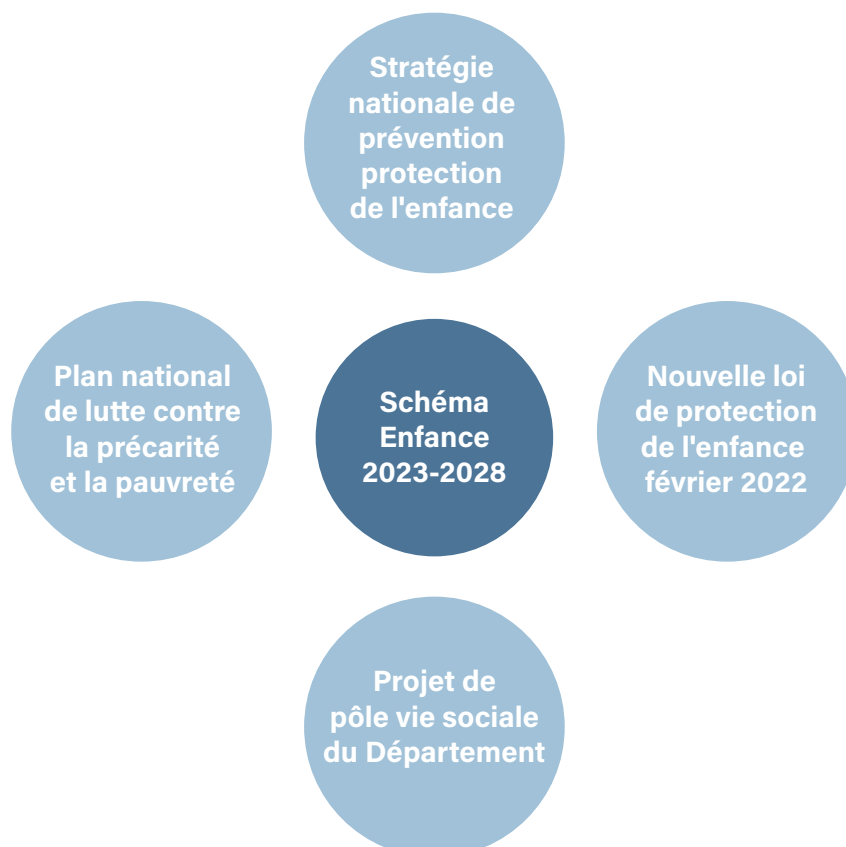 Stratégie
nationale de
prévention
protection
de l'enfance
Plan national
de lutte contre
la précarité
et la pauvreté
Schéma
Enfance
2023-2028
Nouvelle loi
de protection
de l'enfance
février 2022
Projet de
pôle vie sociale
du Département